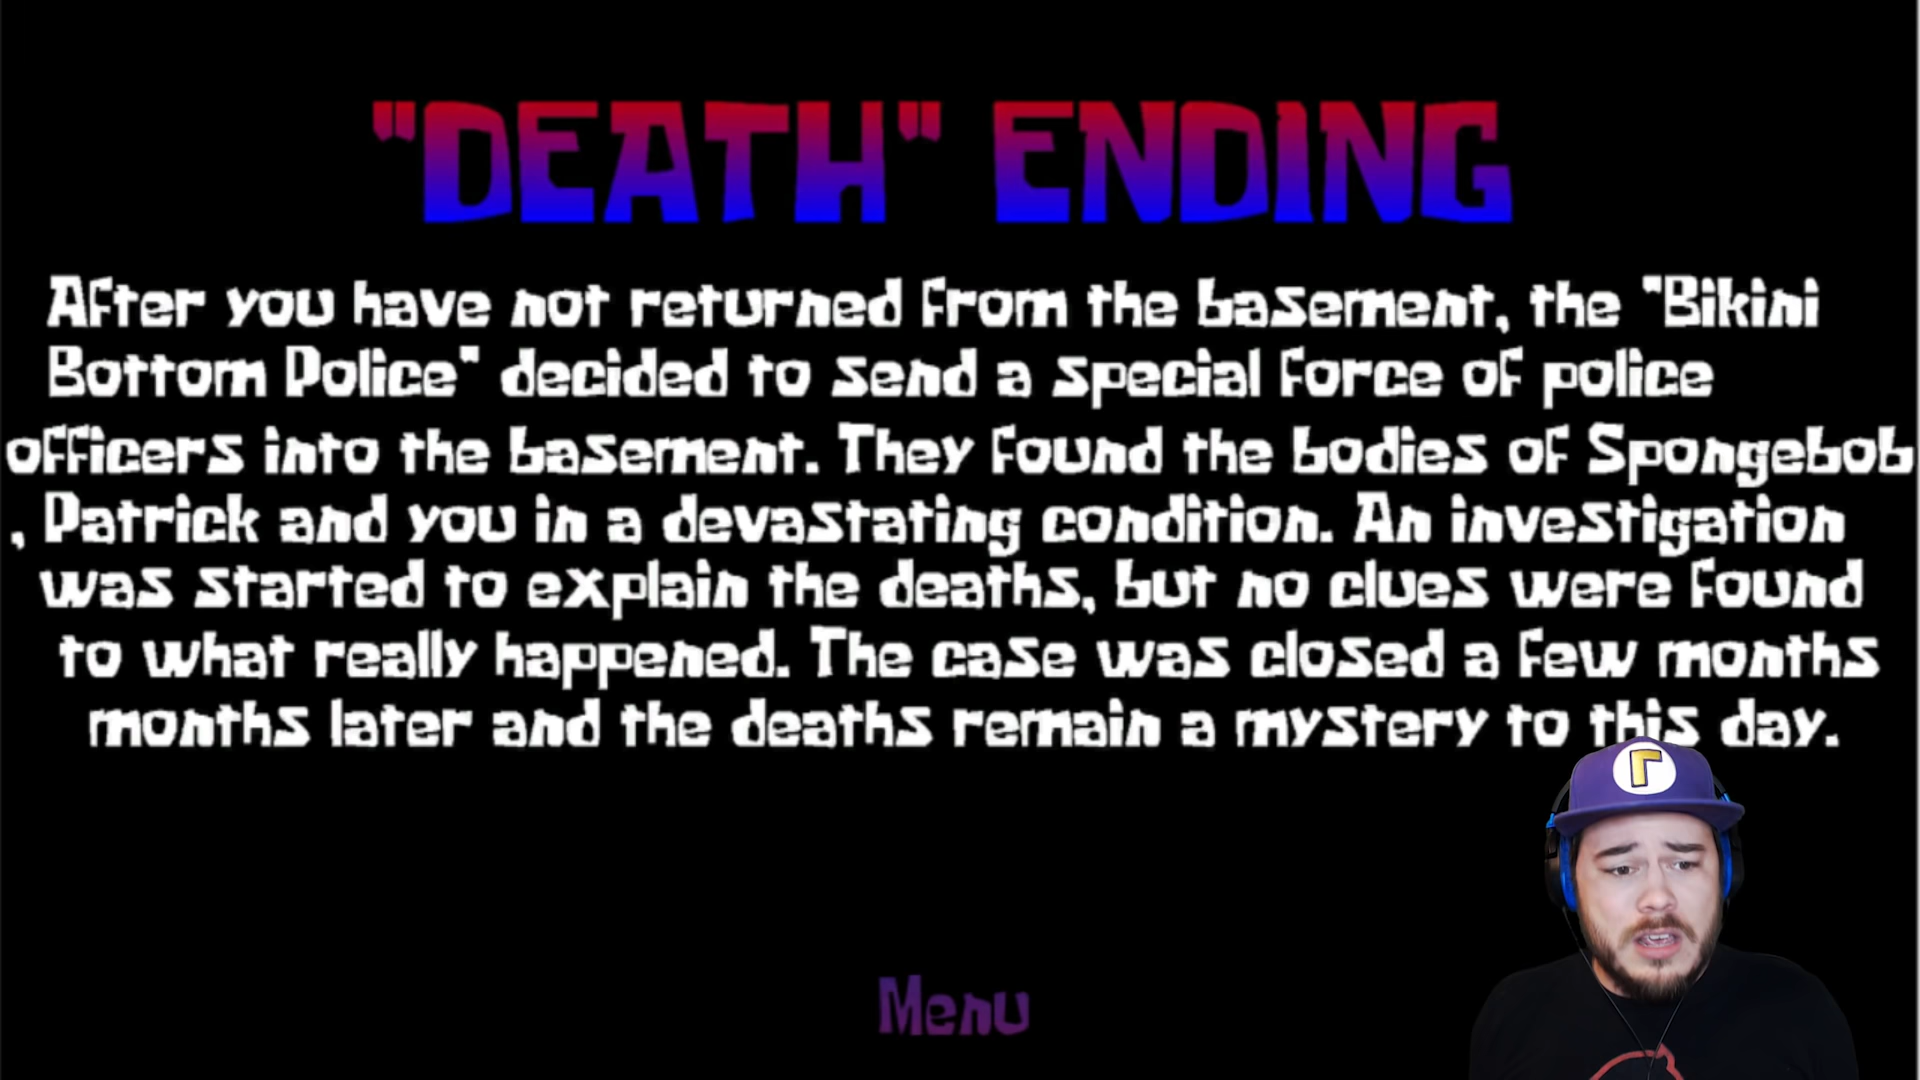 "DEATH" ENDING
After you have not returned from the basement, the "Bikini
Bottom Police" decided to send a special force of police
officers into the basement. They found the bodies of Spongebob
, Patrick and you in a devastating condition. An investigation
was started to explain the deaths, but no clues were found
to what really happened. The case was closed a few months
months later and the deaths remain a mystery to this day.
Menu